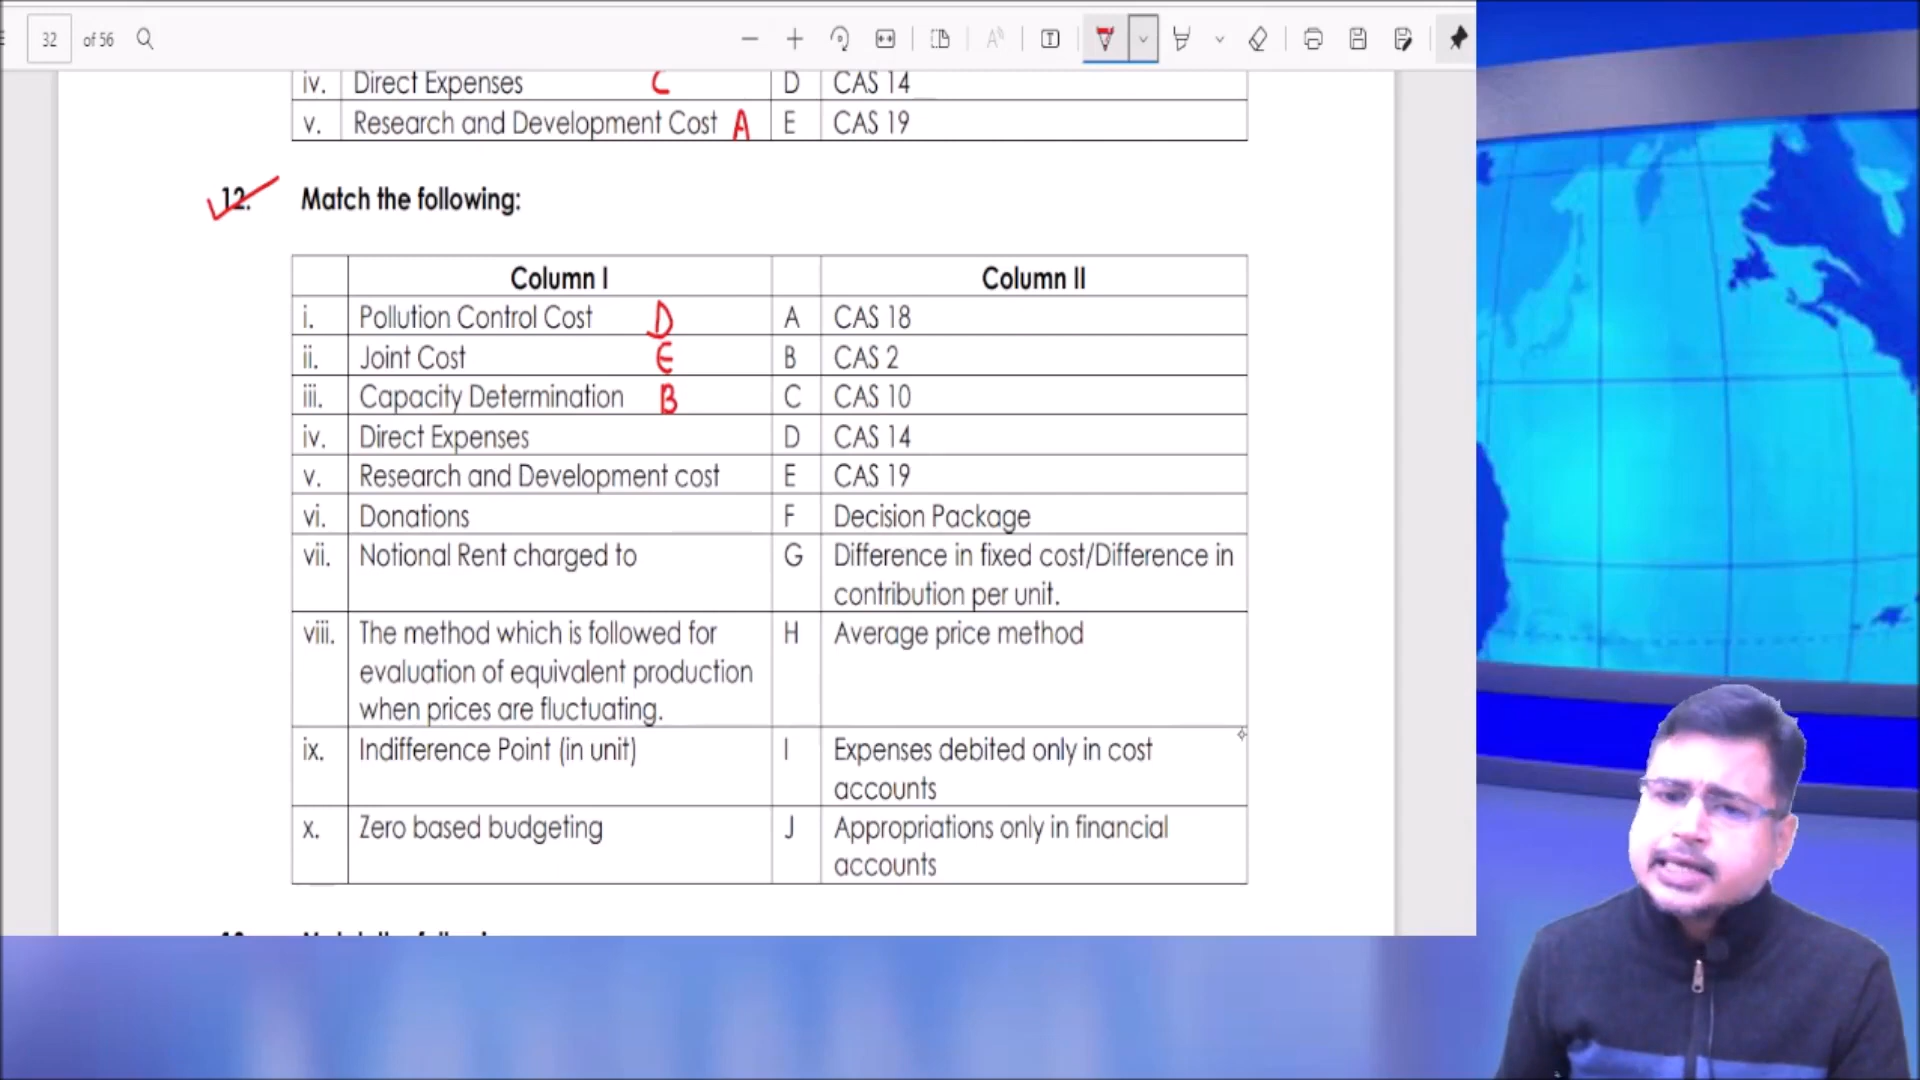 32 of 56
iv. Direct Expenses C D CAS 14
v. Research and Development Cost A E CAS 19
12. Match the following:
Column I Column II
i. Pollution Control Cost D A CAS 18
ii. Joint Cost E B CAS 2
iii. Capacity Determination B C CAS 10
iv. Direct Expenses D CAS 14
v. Research and Development cost E CAS 19
vi. Donations F Decision Package
vii. Notional Rent charged to G Difference in fixed cost/Difference in
contribution per unit.
viii. The method which is followed for H Average price method
evaluation of equivalent production
when prices are fluctuating.
ix. Indifference Point (in unit) I Expenses debited only in cost
accounts
x. Zero based budgeting J Appropriations only in financial
accounts